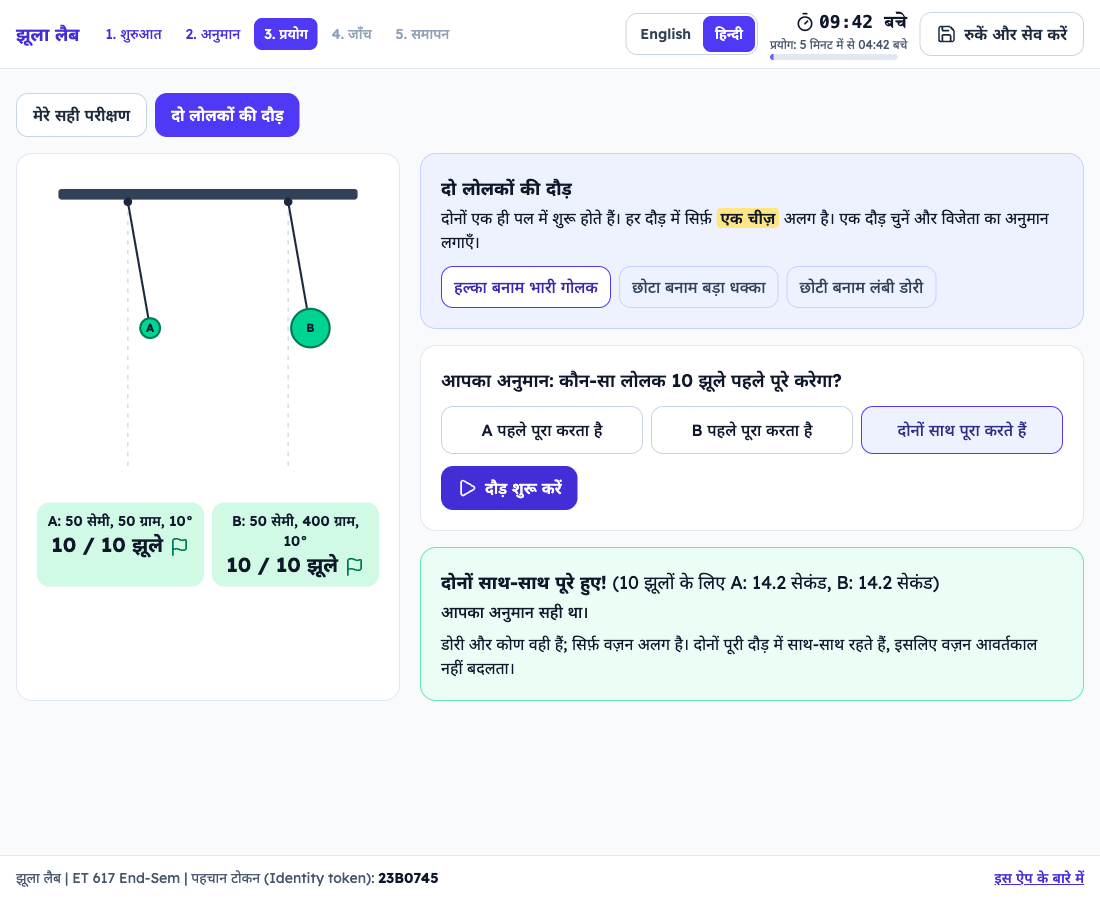 झूला लैब
1. शुरुआत
2. अनुमान
3. प्रयोग
4. जाँच
5. समापन
English
हिन्दी
09:42 बचे
प्रयोग: 5 मिनट में से 04:42 बचे
रुकें और सेव करें
मेरे सही परीक्षण
दो लोलकों की दौड़
A
B
A: 50 सेमी, 50 ग्राम, 10°
10 / 10 झूले
B: 50 सेमी, 400 ग्राम,
10°
10 / 10 झूले
दो लोलकों की दौड़
दोनों एक ही पल में शुरू होते हैं। हर दौड़ में सिर्फ़ एक चीज़ अलग है। एक दौड़ चुनें और विजेता का अनुमान
लगाएँ।
हल्का बनाम भारी गोलक
छोटा बनाम बड़ा धक्का
छोटी बनाम लंबी डोरी
आपका अनुमान: कौन-सा लोलक 10 झूले पहले पूरे करेगा?
A पहले पूरा करता है
B पहले पूरा करता है
दोनों साथ पूरा करते हैं
दौड़ शुरू करें
दोनों साथ-साथ पूरे हुए! (10 झूलों के लिए A: 14.2 सेकंड, B: 14.2 सेकंड)
आपका अनुमान सही था।
डोरी और कोण वही हैं; सिर्फ़ वज़न अलग है। दोनों पूरी दौड़ में साथ-साथ रहते हैं, इसलिए वज़न आवर्तकाल
नहीं बदलता।
झूला लैब | ET 617 End-Sem | पहचान टोकन (Identity token): 23B0745
इस ऐप के बारे में